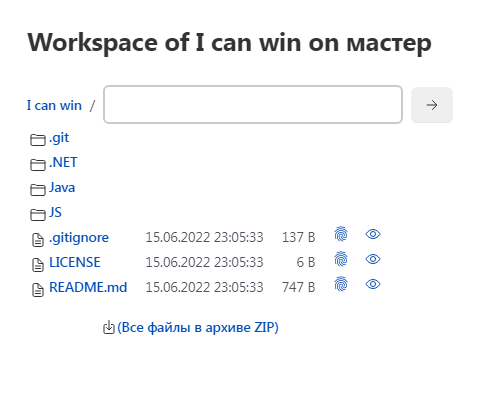 Workspace of I can win on мастер
I can win /
.git
.NET
Java
JS
.gitignore 15.06.2022 23:05:33 137 B
LICENSE 15.06.2022 23:05:33 6 B
README.md 15.06.2022 23:05:33 747 B
(Все файлы в архиве ZIP)